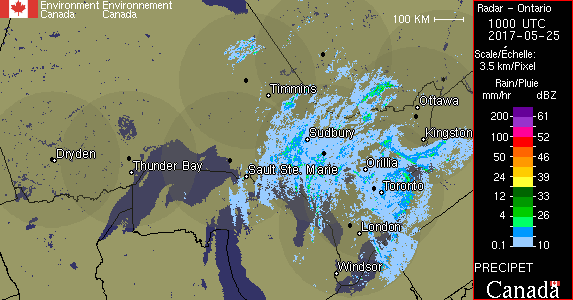 Environment Environnement
Canada Canada
100 KM
Radar - Ontario
1000 UTC
2017-05-25
Scale/Échelle:
3.5 km/Pixel
Rain/Pluie
mm/hr dBZ
200 61
100 52
50 46
24 39
12 33
4 26
0.1 10
PRECIPET
Canada
Timmins
Ottawa
Sudbury
Kingston
Dryden
Thunder Bay
Sault Ste. Marie
Orillia
Toronto
London
Windsor